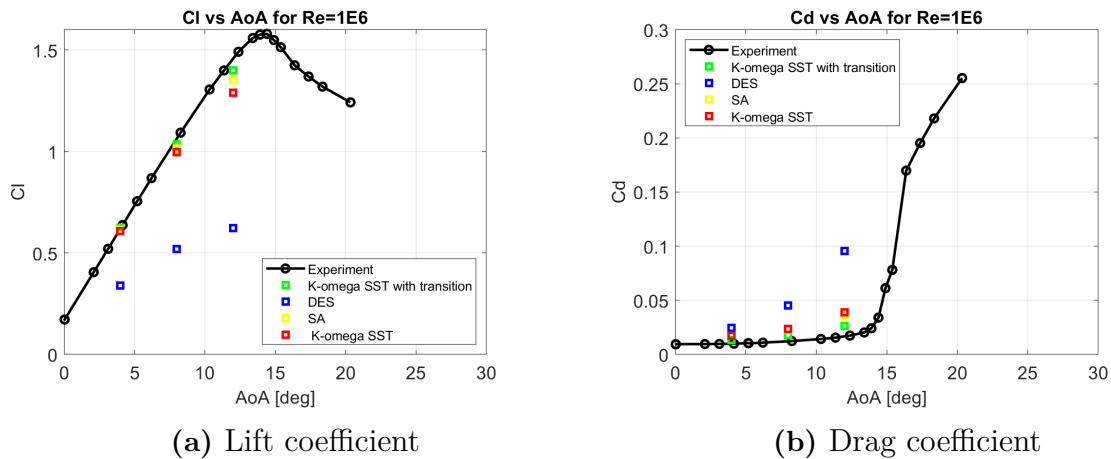 Cl vs AoA for Re=1E6
1.5
1
0.5
0
Cl
0 5 10 15 20 25 30
AoA [deg]
Experiment
K-omega SST with transition
DES
SA
K-omega SST
(a) Lift coefficient
Cd vs AoA for Re=1E6
0.3
0.25
0.2
0.15
0.1
0.05
0
Cd
0 5 10 15 20 25 30
AoA [deg]
Experiment
K-omega SST with transition
DES
SA
K-omega SST
(b) Drag coefficient